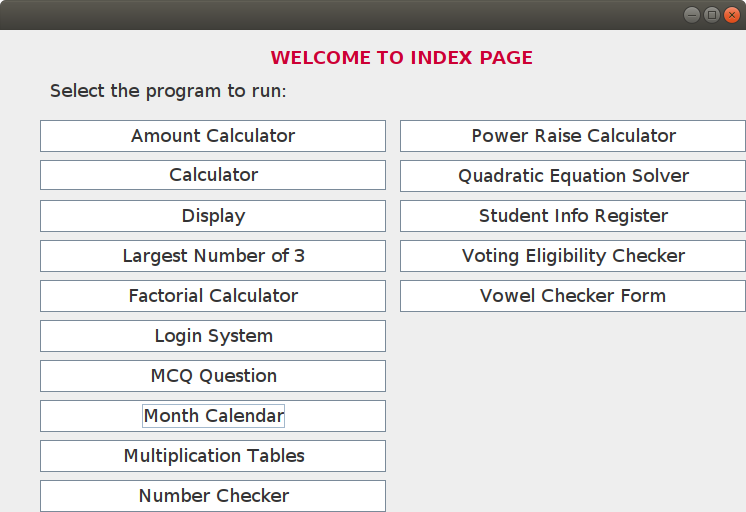 WELCOME TO INDEX PAGE
Select the program to run:
Amount Calculator
Calculator
Display
Largest Number of 3
Factorial Calculator
Login System
MCQ Question
Month Calendar
Multiplication Tables
Number Checker
Power Raise Calculator
Quadratic Equation Solver
Student Info Register
Voting Eligibility Checker
Vowel Checker Form